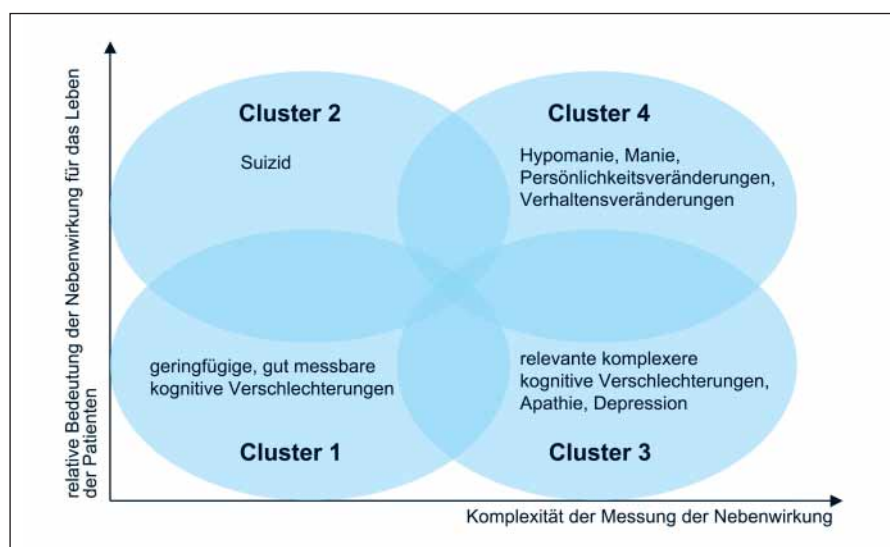 relative Bedeutung der Nebenwirkung für das Leben
der Patienten
Cluster 2
Suizid
Cluster 4
Hypomanie, Manie,
Persönlichkeitsveränderungen,
Verhaltensveränderungen
geringfügige, gut messbare
kognitive Verschlechterungen
Cluster 1
relevante komplexere
kognitive Verschlechterungen,
Apathie, Depression
Cluster 3
Komplexität der Messung der Nebenwirkung